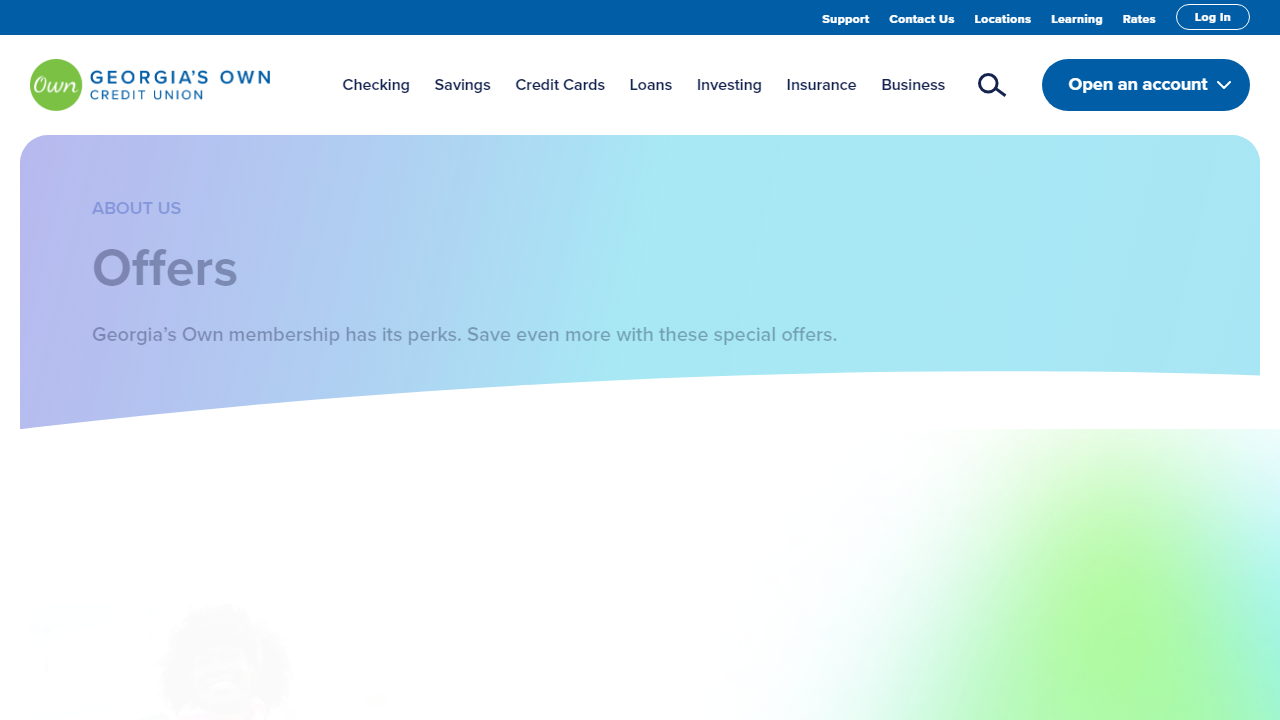 Support Contact Us Locations Learning Rates Log In
Own GEORGIA'S OWN
CREDIT UNION
Checking Savings Credit Cards Loans Investing Insurance Business
Open an account
ABOUT US
Offers
Georgia’s Own membership has its perks. Save even more with these special offers.